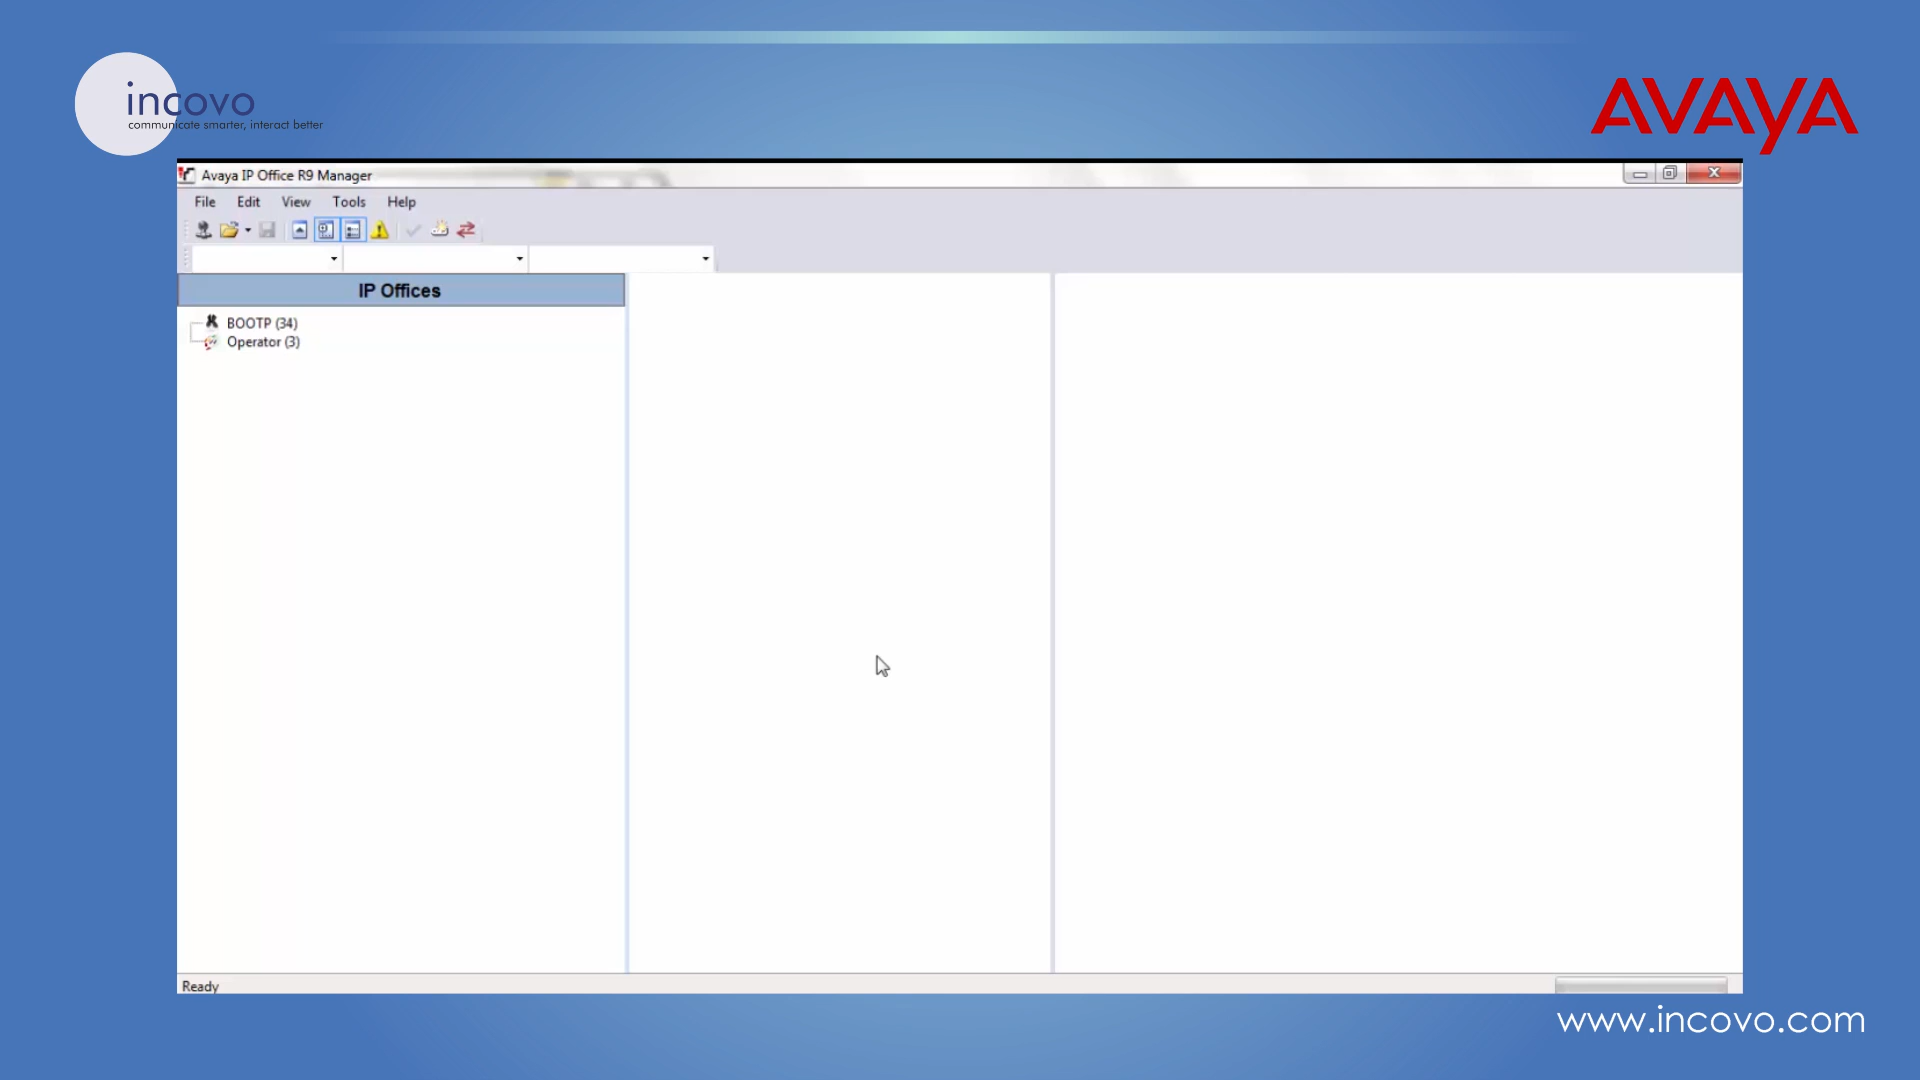 incovo
communicate smarter, interact better
AVAYA
Avaya IP Office R9 Manager
File Edit View Tools Help
IP Offices
BOOTP (34)
Operator (3)
Ready
www.incovo.com